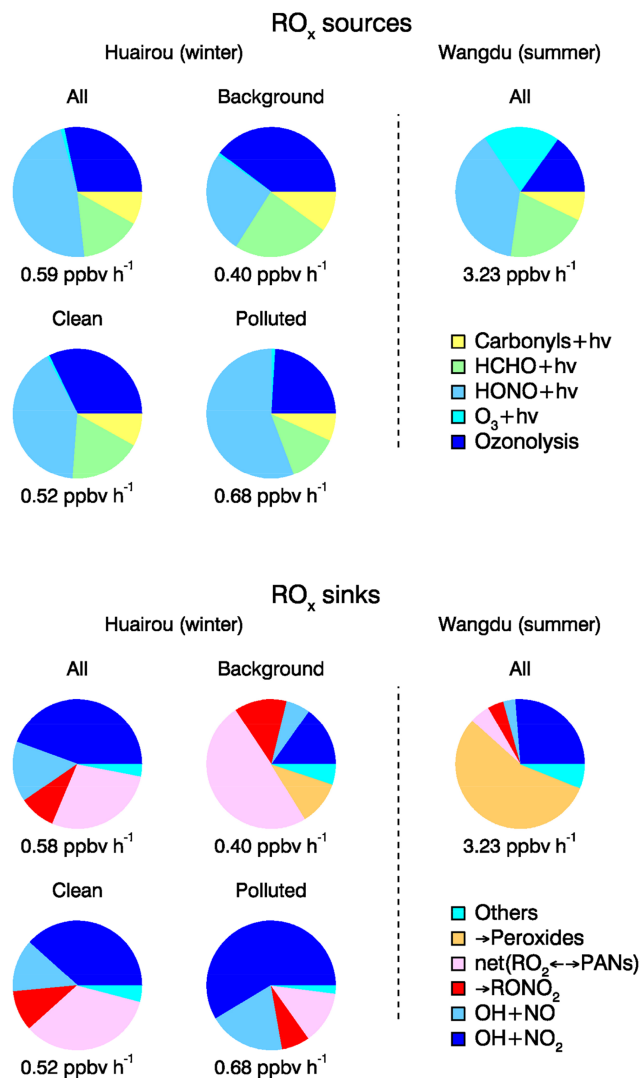 ROₓ sources
Huairou (winter) Wangdu (summer)
All Background All
0.59 ppbv h⁻¹ 0.40 ppbv h⁻¹ 3.23 ppbv h⁻¹
Clean Polluted
0.52 ppbv h⁻¹ 0.68 ppbv h⁻¹
Carbonyls+hv
HCHO+hv
HONO+hv
O₃+hv
Ozonolysis
ROₓ sinks
Huairou (winter) Wangdu (summer)
All Background All
0.58 ppbv h⁻¹ 0.40 ppbv h⁻¹ 3.23 ppbv h⁻¹
Clean Polluted
0.52 ppbv h⁻¹ 0.68 ppbv h⁻¹
Others
→Peroxides
net(RO₂←→PANs)
→RONO₂
OH+NO
OH+NO₂